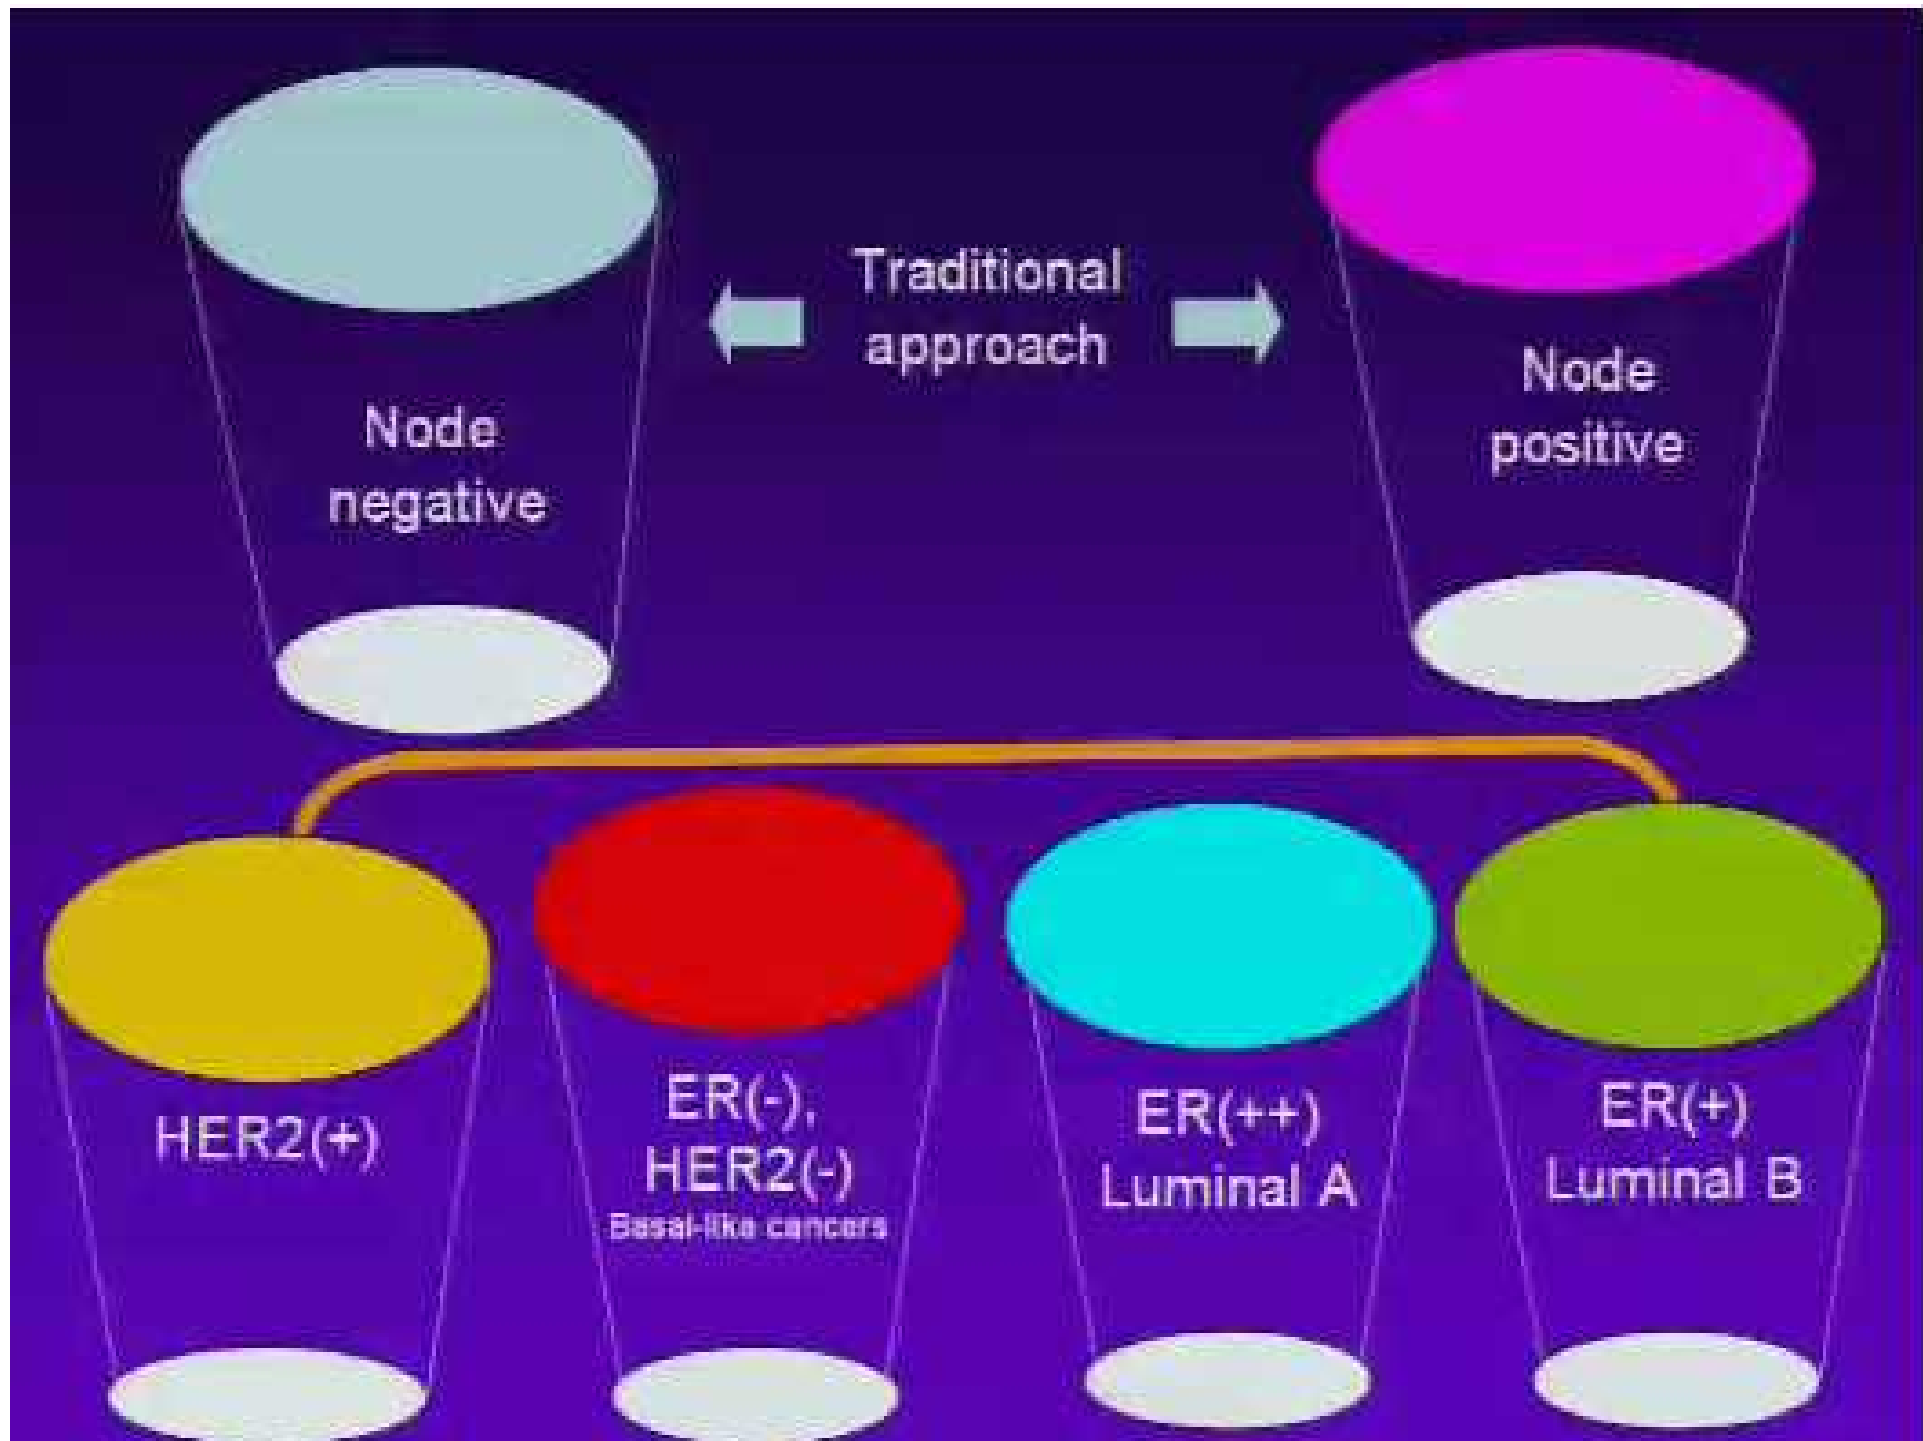 Traditional
approach
Node
negative
Node
positive
HER2(+)
ER(-),
HER2(-)
Basal-like cancers
ER(++)
Luminal A
ER(+)
Luminal B